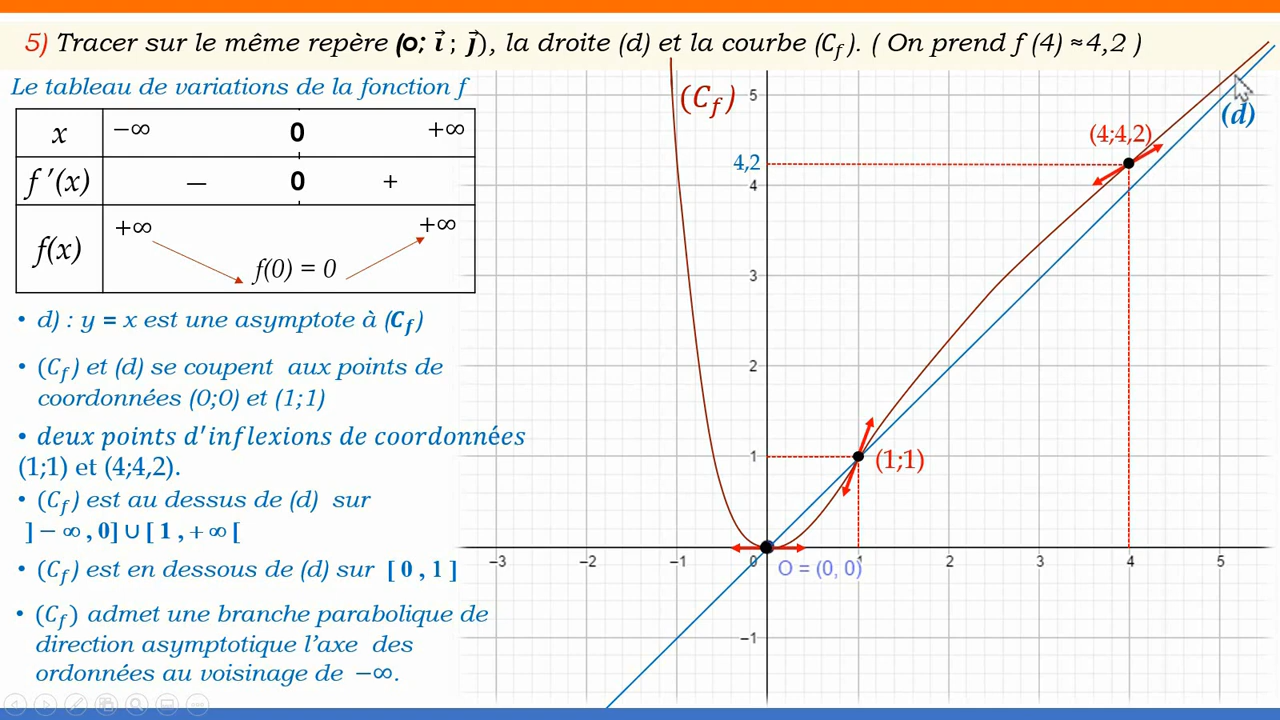 5) Tracer sur le même repère (o; i⃗ ; j⃗), la droite (d) et la courbe (Cf). ( On prend f (4) ≈4,2 )
Le tableau de variations de la fonction f
x −∞ 0 +∞
f ′(x) − 0 +
f(x) +∞ f(0) = 0 +∞
• d) : y = x est une asymptote à (Cf)
• (Cf) et (d) se coupent aux points de
coordonnées (0;0) et (1;1)
• deux points d′inflexions de coordonnées
(1;1) et (4;4,2).
• (Cf) est au dessus de (d) sur
]− ∞ , 0] ∪ [ 1 , + ∞ [
• (Cf) est en dessous de (d) sur [ 0 , 1 ]
• (Cf) admet une branche parabolique de
direction asymptotique l’axe des
ordonnées au voisinage de −∞.
(Cf)
5
(d)
(4;4,2)
4,2
4
3
2
1
(1;1)
−3 −2 −1 0 1 2 3 4 5
O = (0, 0)
−1